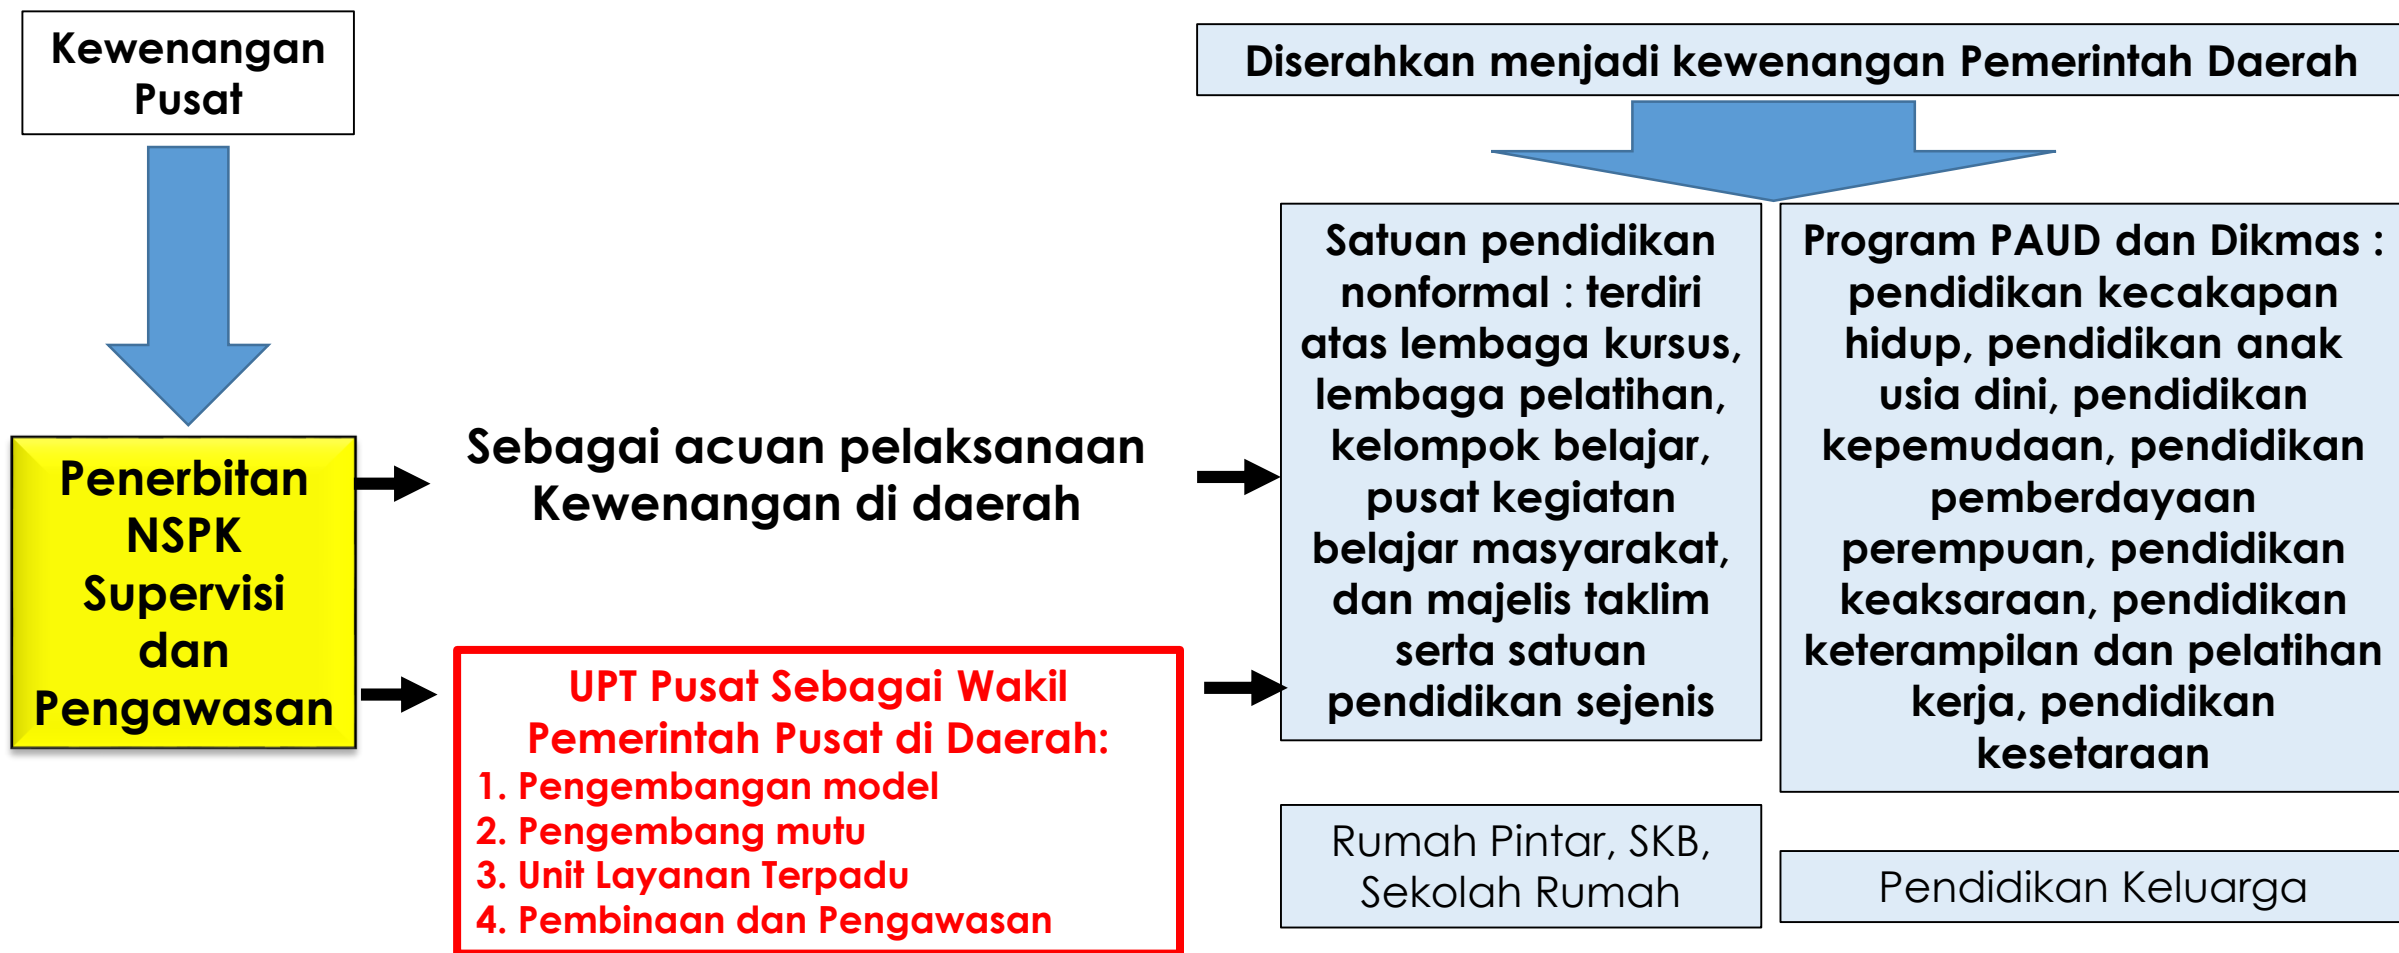 Kewenangan
Pusat
Diserahkan menjadi kewenangan Pemerintah Daerah
Penerbitan
NSPK
Supervisi
dan
Pengawasan
Sebagai acuan pelaksanaan
Kewenangan di daerah
UPT Pusat Sebagai Wakil
Pemerintah Pusat di Daerah:
1. Pengembangan model
2. Pengembang mutu
3. Unit Layanan Terpadu
4. Pembinaan dan Pengawasan
Satuan pendidikan
nonformal : terdiri
atas lembaga kursus,
lembaga pelatihan,
kelompok belajar,
pusat kegiatan
belajar masyarakat,
dan majelis taklim
serta satuan
pendidikan sejenis
Program PAUD dan Dikmas :
pendidikan kecakapan
hidup, pendidikan anak
usia dini, pendidikan
kepemudaan, pendidikan
pemberdayaan
perempuan, pendidikan
keaksaraan, pendidikan
keterampilan dan pelatihan
kerja, pendidikan
kesetaraan
Rumah Pintar, SKB,
Sekolah Rumah
Pendidikan Keluarga